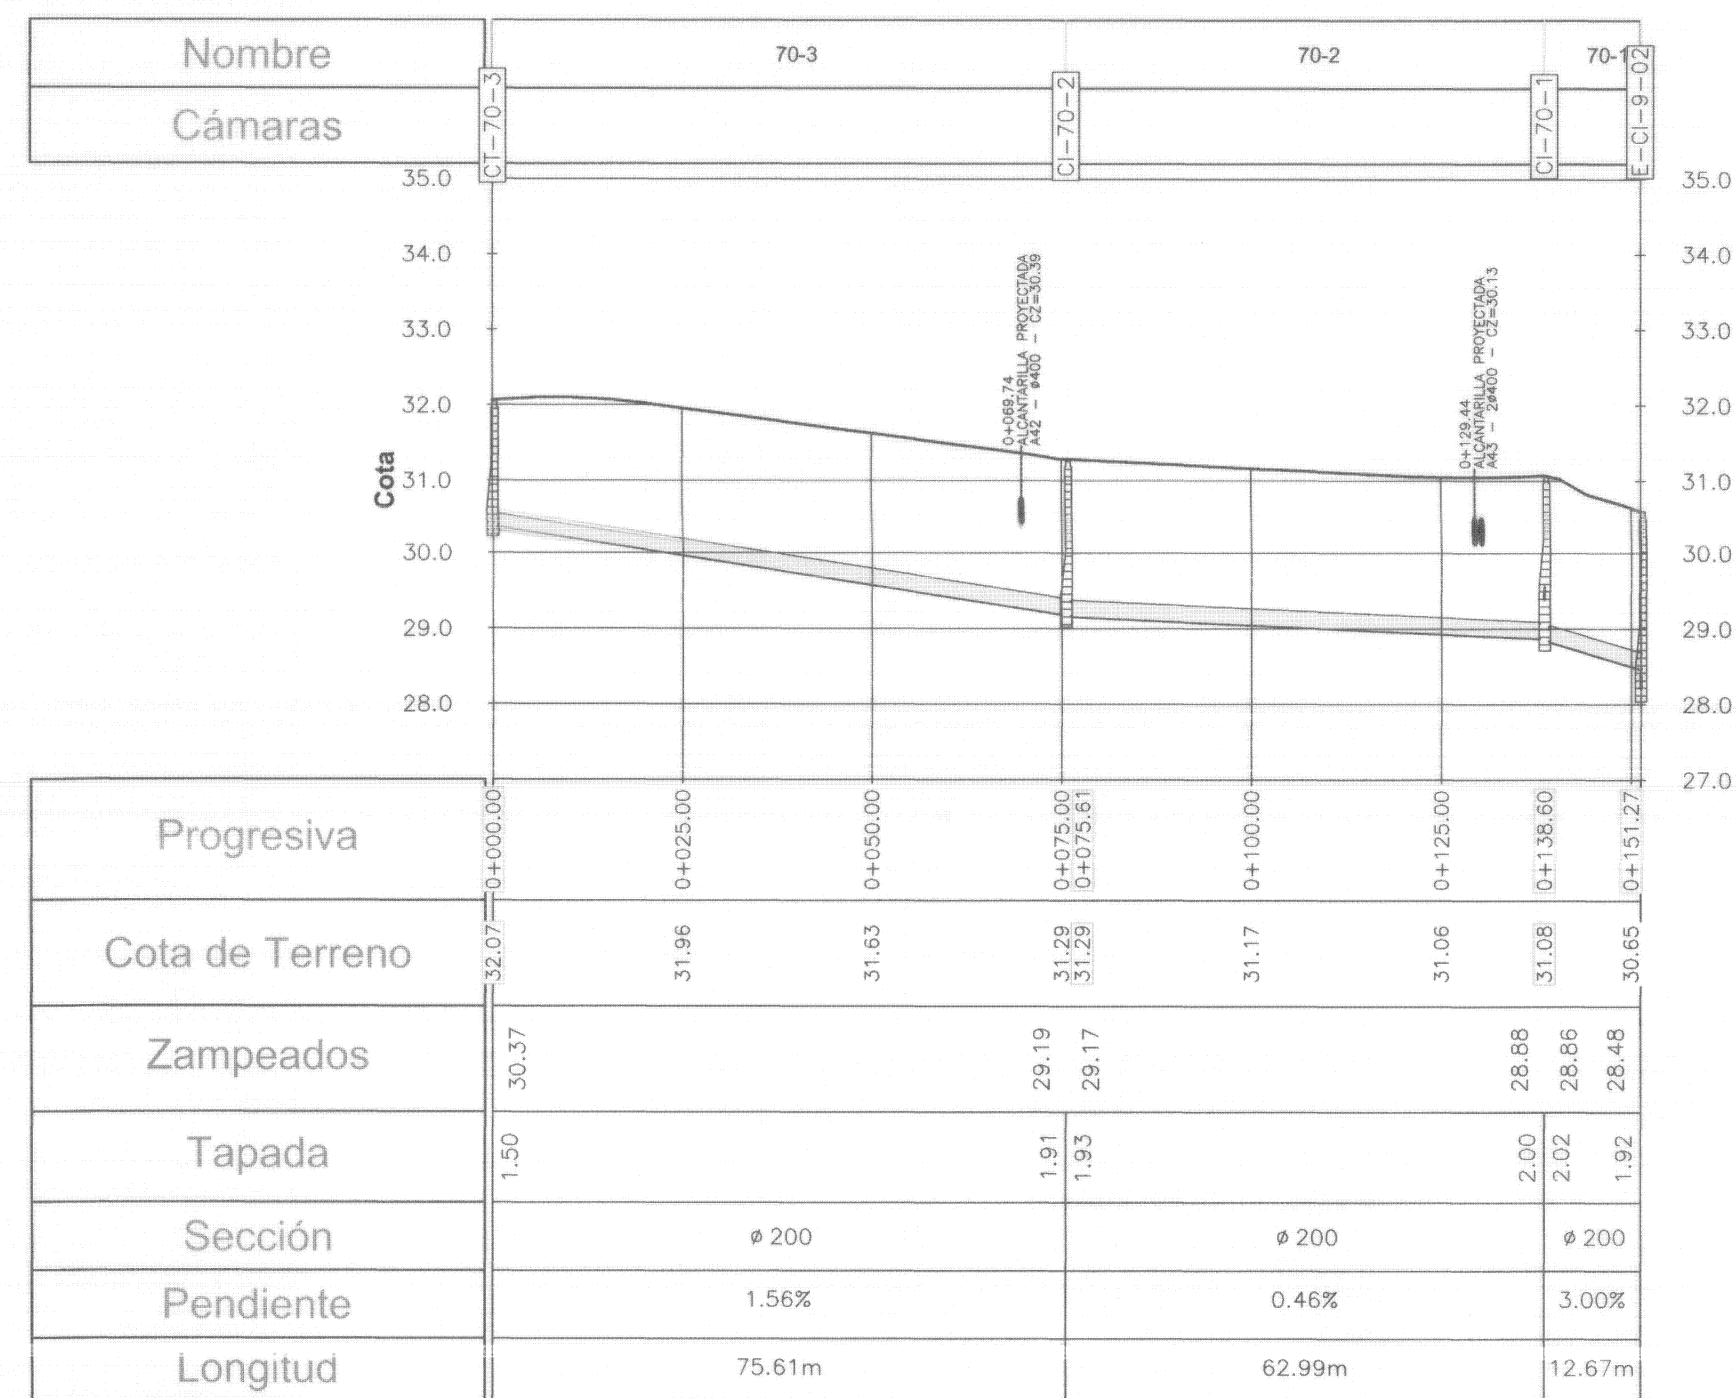 Nombre
70-3
70-2
70-1
Cámaras
CT-70-3
CI-70-2
CI-70-1
E-CI-9-02
35.0
34.0
33.0
32.0
31.0
30.0
29.0
28.0
Cota
35.0
34.0
33.0
32.0
31.0
30.0
29.0
28.0
27.0
0+069.74
ALCANTARILLA PROYECTADA
A42 - ø400 - CZ=30.39
0+129.44
ALCANTARILLA PROYECTADA
A43 - 2ø400 - CZ=30.13
Progresiva
0+000.00
0+025.00
0+050.00
0+075.00
0+075.61
0+100.00
0+125.00
0+138.60
0+151.27
Cota de Terreno
32.07
31.96
31.63
31.29
31.29
31.17
31.06
31.08
30.65
Zampeados
30.37
29.19
29.17
28.88
28.86
28.48
Tapada
1.50
1.91
1.93
2.00
2.02
1.92
Sección
ø 200
ø 200
ø 200
Pendiente
1.56%
0.46%
3.00%
Longitud
75.61m
62.99m
12.67m